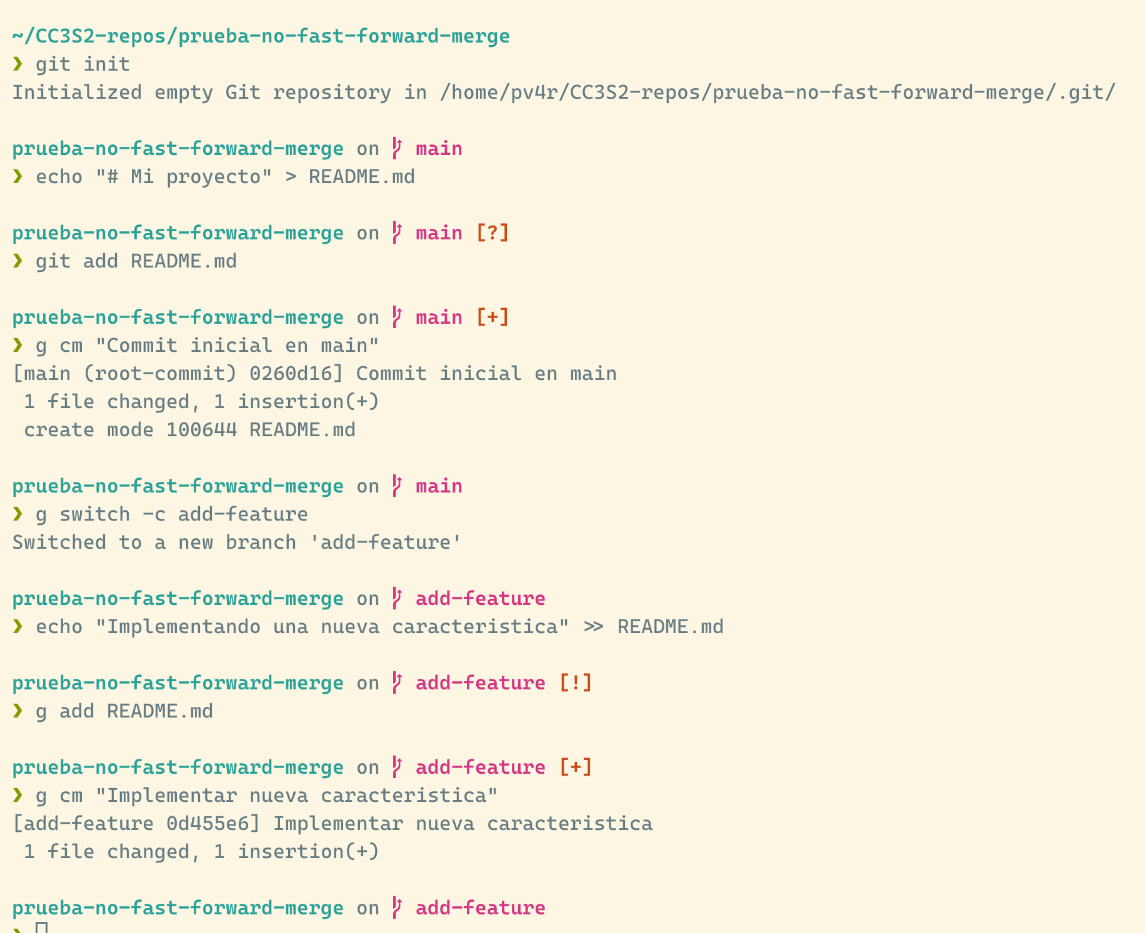 ~/CC3S2-repos/prueba-no-fast-forward-merge
❯ git init
Initialized empty Git repository in /home/pv4r/CC3S2-repos/prueba-no-fast-forward-merge/.git/
prueba-no-fast-forward-merge on main
❯ echo "# Mi proyecto" > README.md
prueba-no-fast-forward-merge on main [?]
❯ git add README.md
prueba-no-fast-forward-merge on main [+]
❯ g cm "Commit inicial en main"
[main (root-commit) 0260d16] Commit inicial en main
1 file changed, 1 insertion(+)
create mode 100644 README.md
prueba-no-fast-forward-merge on main
❯ g switch -c add-feature
Switched to a new branch 'add-feature'
prueba-no-fast-forward-merge on add-feature
❯ echo "Implementando una nueva caracteristica" >> README.md
prueba-no-fast-forward-merge on add-feature [!]
❯ g add README.md
prueba-no-fast-forward-merge on add-feature [+]
❯ g cm "Implementar nueva caracteristica"
[add-feature 0d455e6] Implementar nueva caracteristica
1 file changed, 1 insertion(+)
prueba-no-fast-forward-merge on add-feature
❯